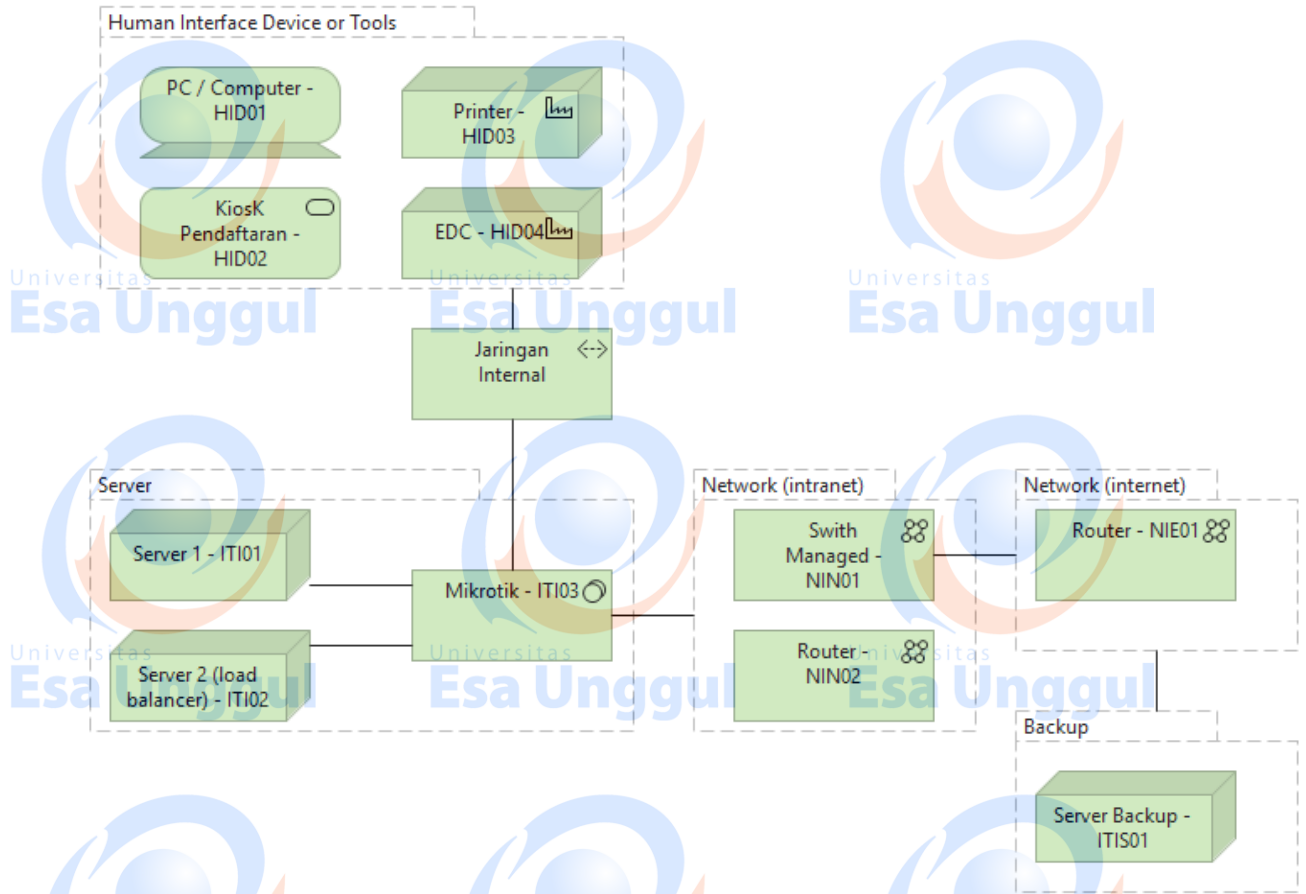 Human Interface Device or Tools
PC / Computer -
HID01
Printer -
HID03
KiosK
Pendaftaran -
HID02
EDC - HID04
Universitas
Esa Unggul
Universitas
Esa Unggul
Universitas
Esa Unggul
Jaringan
Internal
Server
Network (intranet)
Network (internet)
Server 1 - ITI01
Mikrotik - ITI03
Swith
Managed -
NIN01
Router - NIE01
Server 2 (load
balancer) - ITI02
Router -
NIN02
Universitas
Esa Unggul
Universitas
Esa Unggul
Universitas
Esa Unggul
Backup
Server Backup -
ITIS01